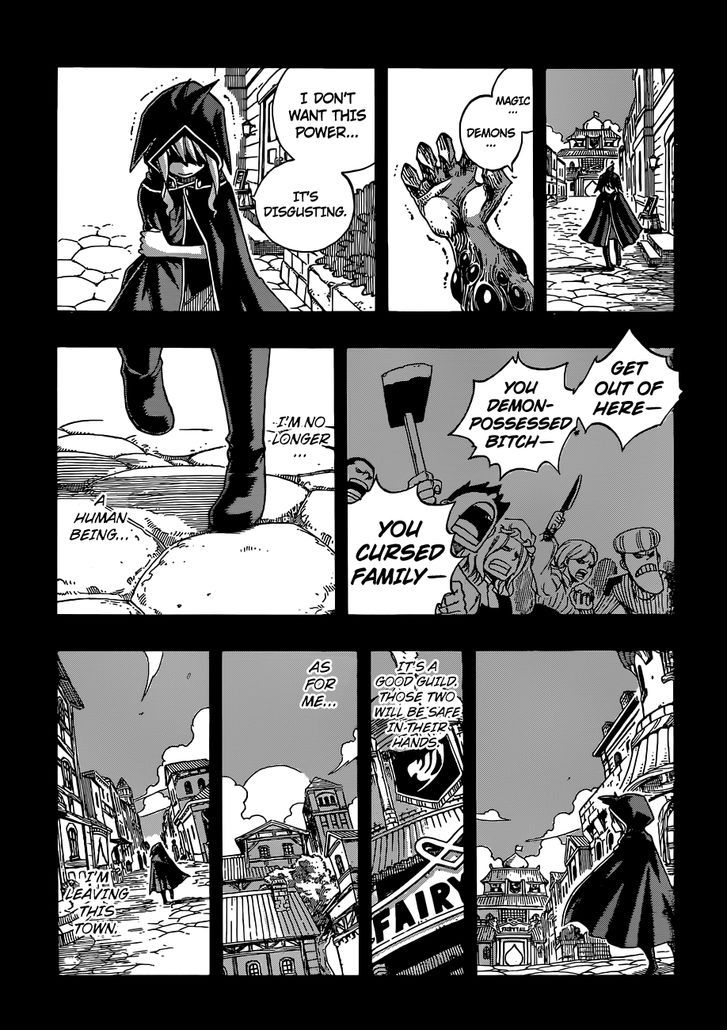 MAGIC
...
DEMONS...
I DON'T
WANT THIS
POWER...
IT'S
DISGUSTING.
GET
OUT OF
HERE—
YOU
DEMON-
POSSESSED
BITCH—
YOU
CURSED
FAMILY—
I'M NO
LONGER
...
A
HUMAN
BEING...
FAIRYTAIL
IT'S A
GOOD GUILD.
THOSE TWO
WILL BE SAFE
IN THEIR
HANDS.
FAIRY
AS
FOR
ME...
I'M
LEAVING
THIS
TOWN.